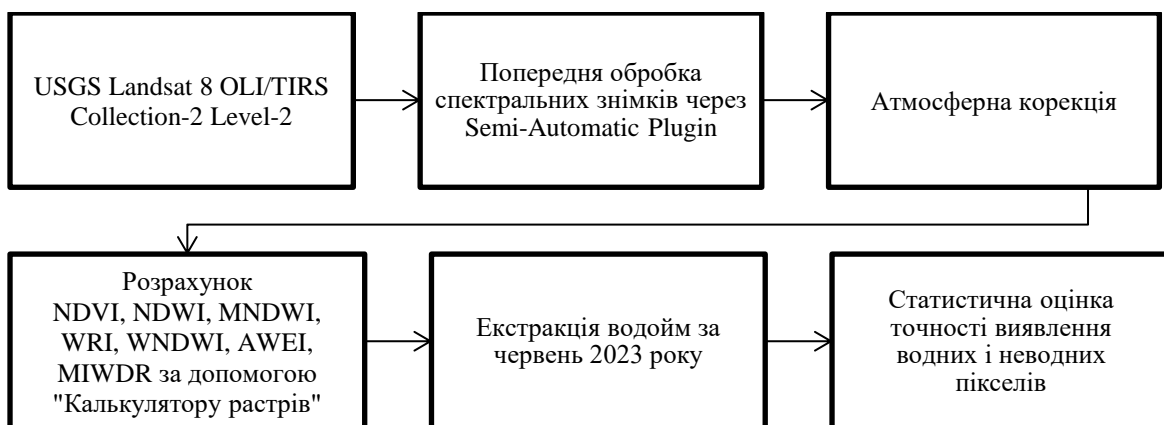 USGS Landsat 8 OLI/TIRS
Collection-2 Level-2
Попередня обробка
спектральних знімків через
Semi-Automatic Plugin
Атмосферна корекція
Розрахунок
NDVI, NDWI, MNDWI,
WRI, WNDWI, AWEI,
MIWDR за допомогою
"Калькулятору растрів"
Екстракція водойм за
червень 2023 року
Статистична оцінка
точності виявлення
водних і неводних
пікселів